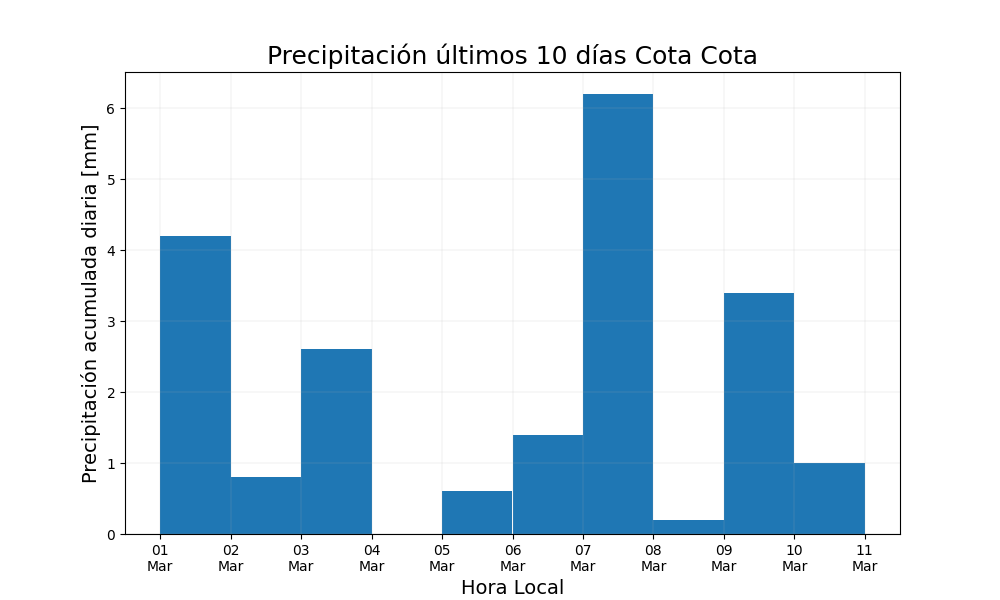 Precipitación últimos 10 días Cota Cota
Precipitación acumulada diaria [mm]
6
5
4
3
2
1
0
01 02 03 04 05 06 07 08 09 10 11
Mar Mar Mar Mar Mar Mar Mar Mar Mar Mar Mar
Hora Local